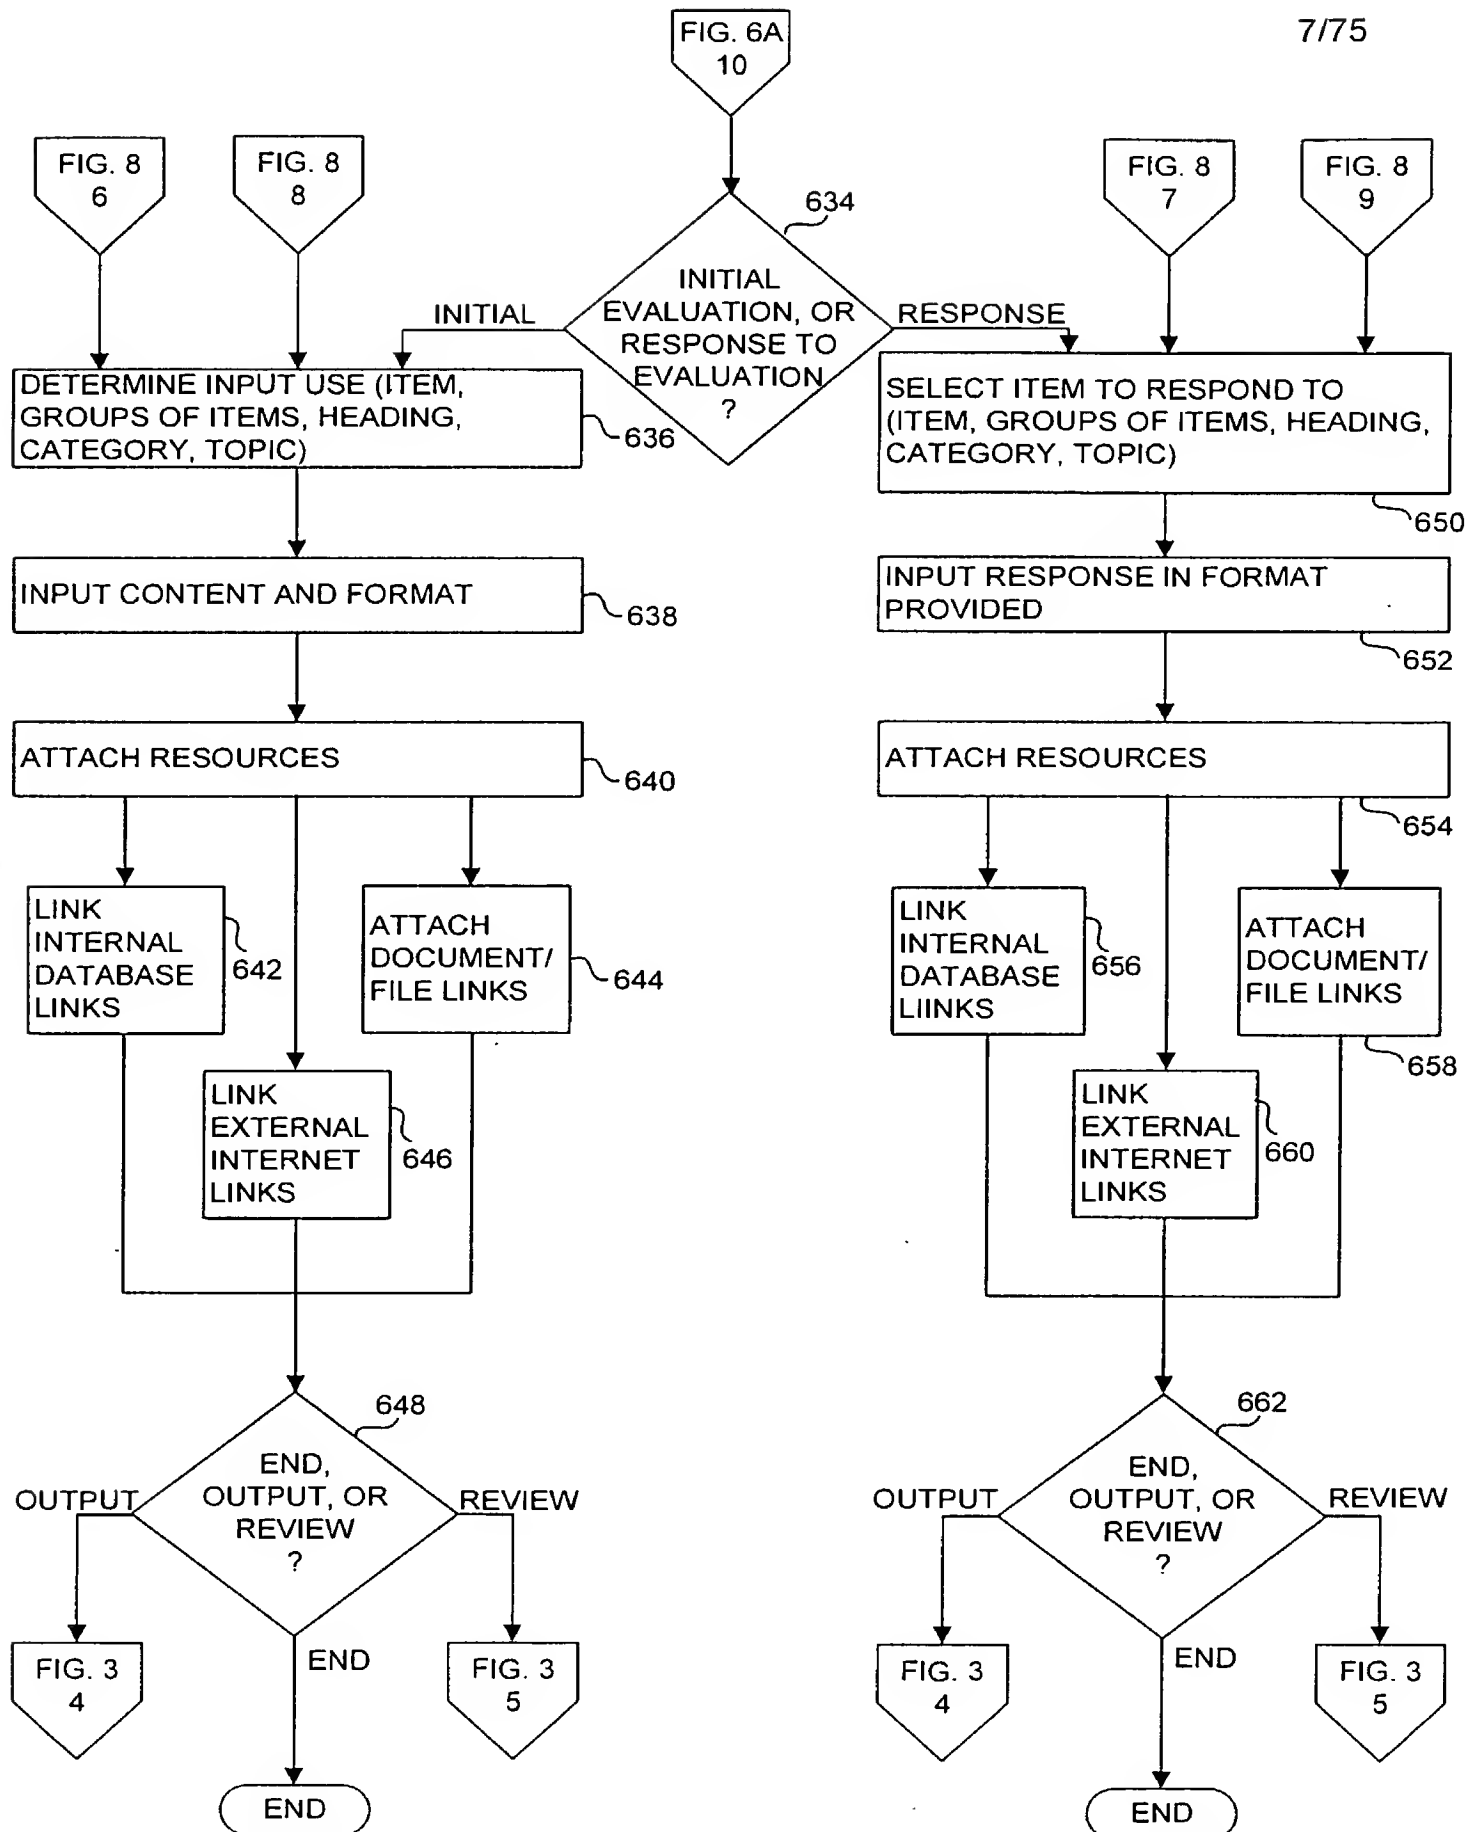 7/75
FIG. 6A
10
FIG. 8
6
FIG. 8
8
FIG. 8
7
FIG. 8
9
634
INITIAL
EVALUATION, OR
RESPONSE TO
EVALUATION
?
INITIAL
RESPONSE
DETERMINE INPUT USE (ITEM,
GROUPS OF ITEMS, HEADING,
CATEGORY, TOPIC)
636
INPUT CONTENT AND FORMAT
638
ATTACH RESOURCES
640
LINK
INTERNAL
DATABASE
LINKS
642
ATTACH
DOCUMENT/
FILE LINKS
644
LINK
EXTERNAL
INTERNET
LINKS
646
648
END,
OUTPUT, OR
REVIEW
?
OUTPUT
REVIEW
END
FIG. 3
4
FIG. 3
5
END
SELECT ITEM TO RESPOND TO
(ITEM, GROUPS OF ITEMS, HEADING,
CATEGORY, TOPIC)
650
INPUT RESPONSE IN FORMAT
PROVIDED
652
ATTACH RESOURCES
654
LINK
INTERNAL
DATABASE
LIINKS
656
ATTACH
DOCUMENT/
FILE LINKS
658
LINK
EXTERNAL
INTERNET
LINKS
660
662
END,
OUTPUT, OR
REVIEW
?
OUTPUT
REVIEW
END
FIG. 3
4
FIG. 3
5
END